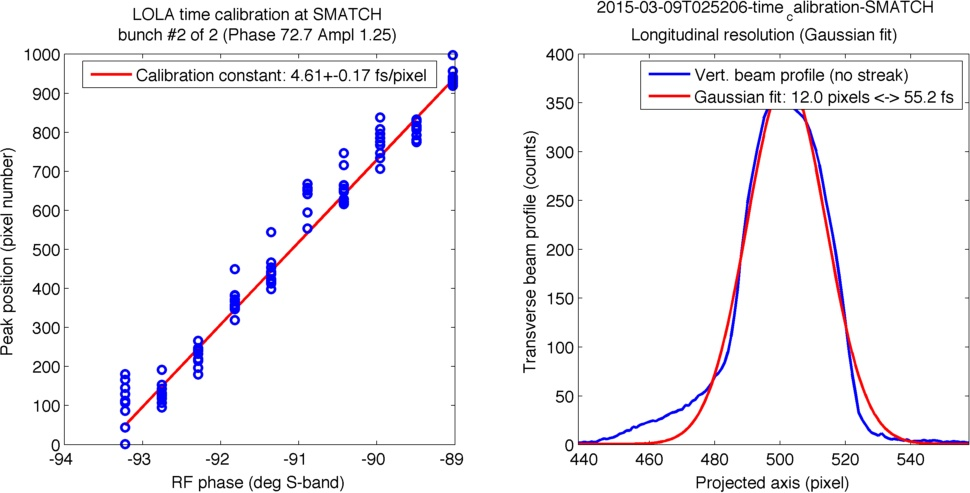 LOLA time calibration at SMATCH
bunch #2 of 2 (Phase 72.7 Ampl 1.25)
Calibration constant: 4.61+-0.17 fs/pixel
Peak position (pixel number)
1000
900
800
700
600
500
400
300
200
100
0
-94
-93
-92
-91
-90
-89
RF phase (deg S-band)
2015-03-09T025206-time_calibration-SMATCH
Longitudinal resolution (Gaussian fit)
Vert. beam profile (no streak)
Gaussian fit: 12.0 pixels <-> 55.2 fs
Transverse beam profile (counts)
400
350
300
250
200
150
100
50
0
440
460
480
500
520
540
Projected axis (pixel)